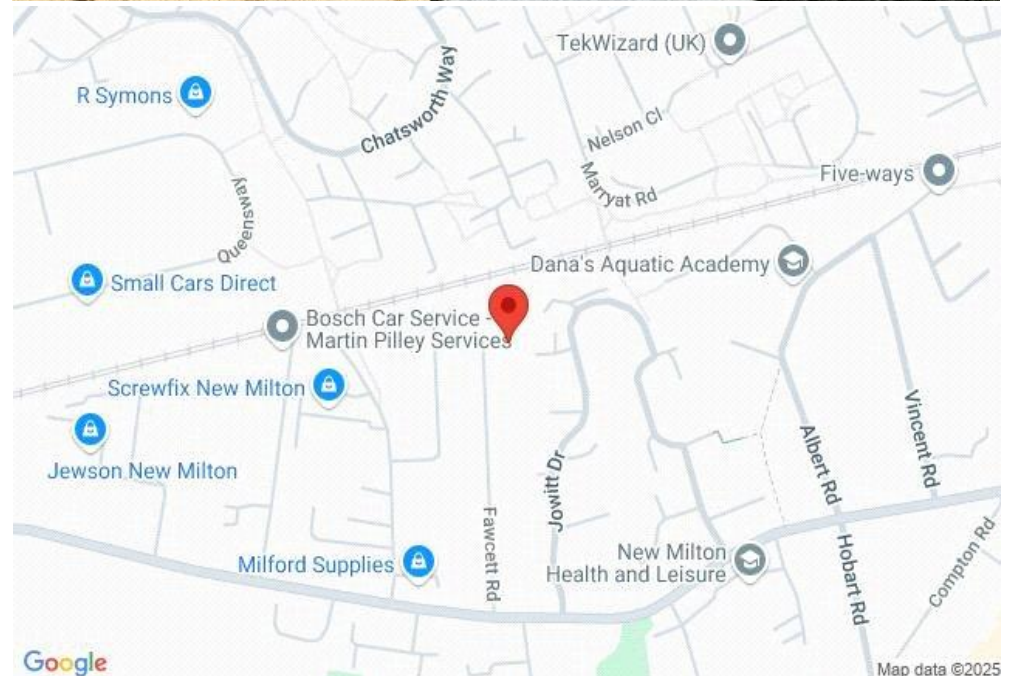 TekWizard (UK)
R Symons
Chatsworth Way
Nelson Cl
Marryat Rd
Five-ways
Queensway
Dana's Aquatic Academy
Small Cars Direct
Bosch Car Service -
Martin Pilley Services
Screwfix New Milton
Jewson New Milton
Vincent Rd
Albert Rd
Jowitt Dr
Fawcett Rd
Milford Supplies
New Milton
Health and Leisure
Hobart Rd
Compton Rd
Google
Map data ©2025